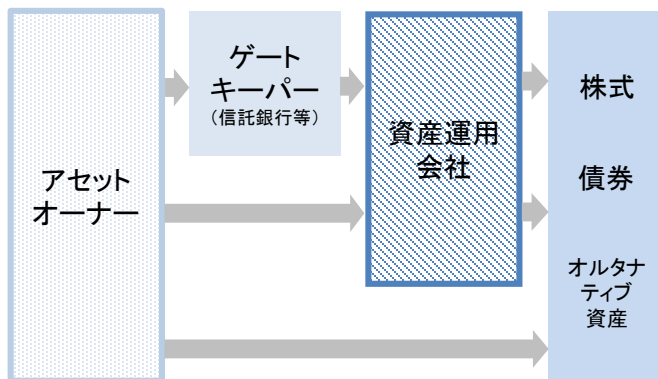 アセット
オーナー
ゲート
キーパー
（信託銀行等）
資産運用
会社
株式
債券
オルタナ
ティブ
資産